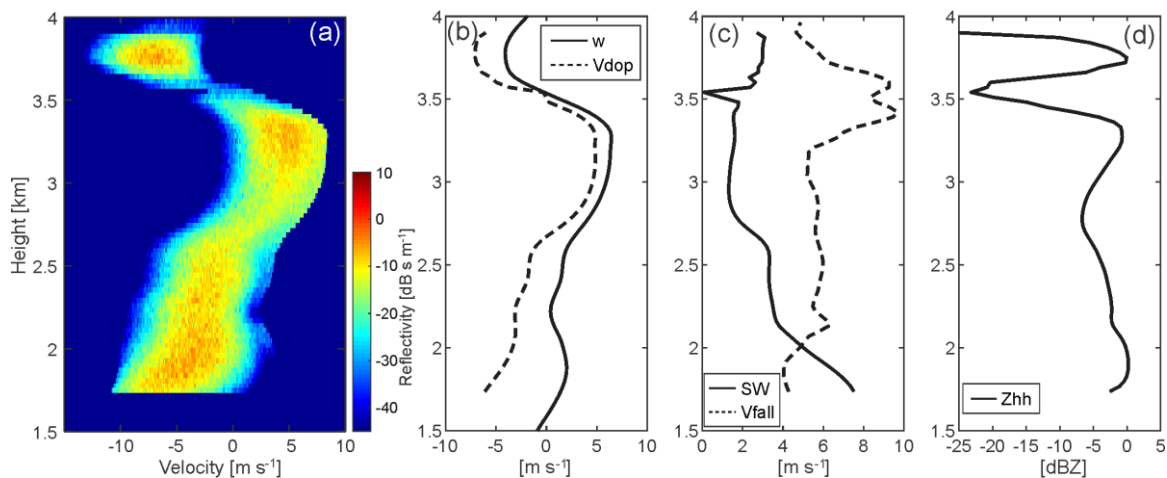 (a)
4
3.5
3
2.5
2
1.5
Height [km]
-10 -5 0 5 10
Velocity [m s-1]
10
0
-10
-20
-30
-40
Reflectivity [dB s m-1]
(b)
w
Vdop
4
3.5
3
2.5
2
1.5
-10 -5 0 5 10
[m s-1]
(c)
4
3.5
3
2.5
2
1.5
SW
Vfall
0 2 4 6 8 10
[m s-1]
(d)
4
3.5
3
2.5
2
1.5
Zhh
-25 -20 -15 -10 -5 0 5
[dBZ]